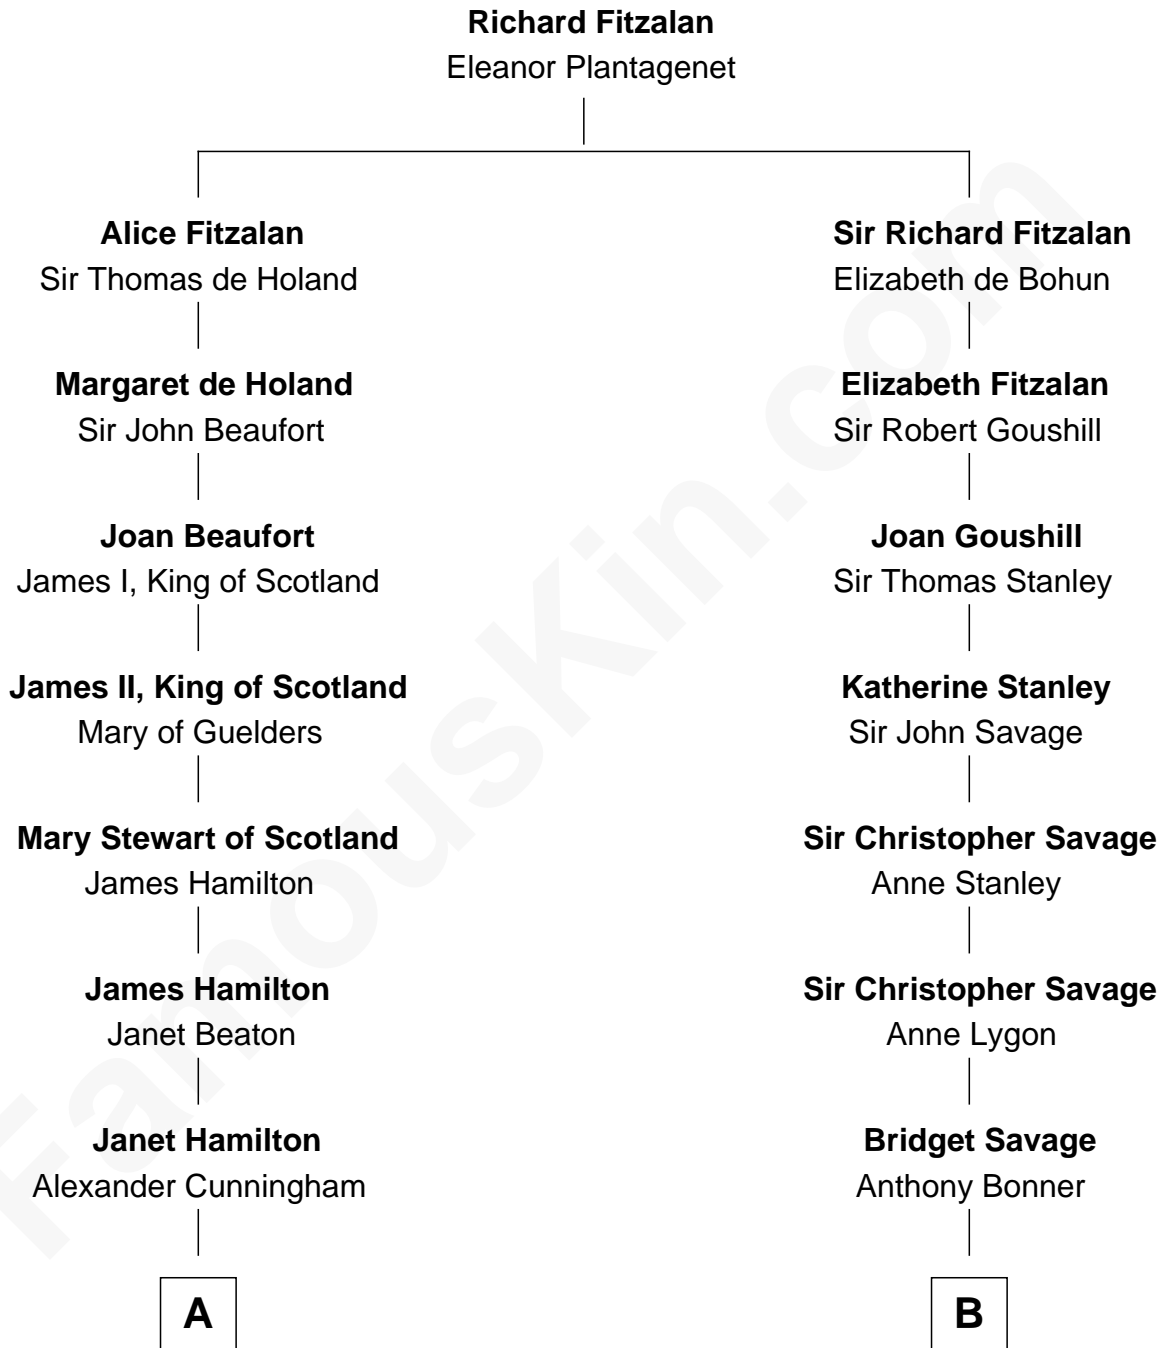 Richard Fitzalan
Eleanor Plantagenet
Alice Fitzalan
Sir Thomas de Holand
Margaret de Holand
Sir John Beaufort
Joan Beaufort
James I, King of Scotland
James II, King of Scotland
Mary of Guelders
Mary Stewart of Scotland
James Hamilton
James Hamilton
Janet Beaton
Janet Hamilton
Alexander Cunningham
A
Sir Richard Fitzalan
Elizabeth de Bohun
Elizabeth Fitzalan
Sir Robert Goushill
Joan Goushill
Sir Thomas Stanley
Katherine Stanley
Sir John Savage
Sir Christopher Savage
Anne Stanley
Sir Christopher Savage
Anne Lygon
Bridget Savage
Anthony Bonner
B
FamousKin.com